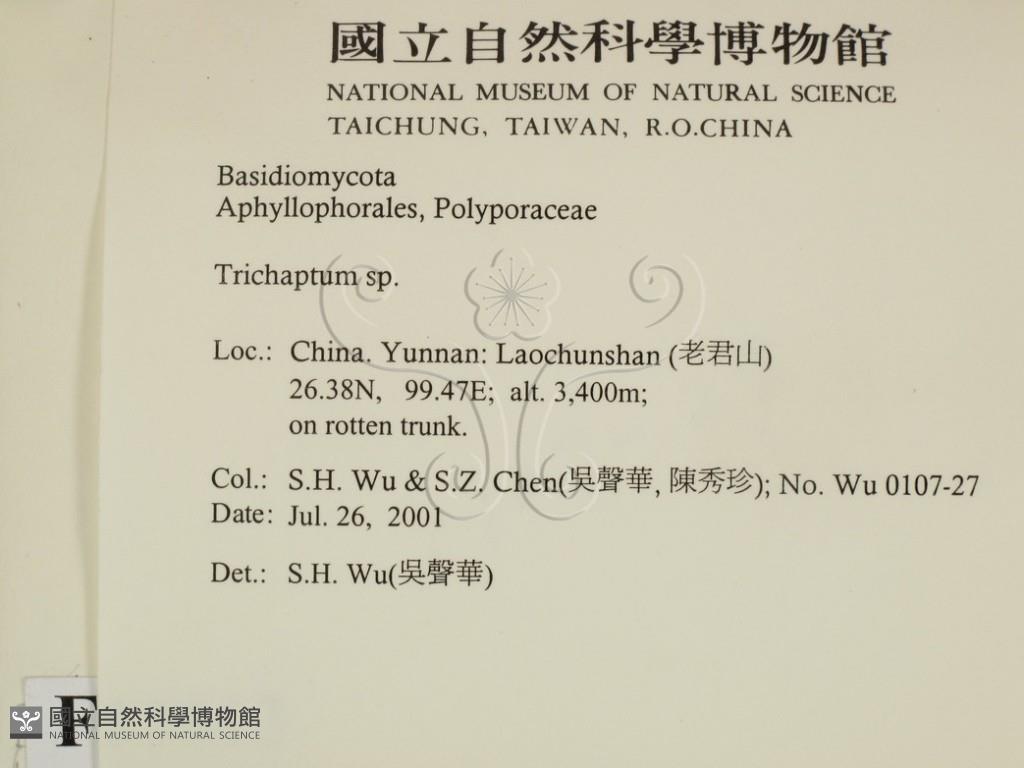 國立自然科學博物館
NATIONAL MUSEUM OF NATURAL SCIENCE
TAICHUNG, TAIWAN, R.O.CHINA
Basidiomycota
Aphyllophorales, Polyporaceae
Trichaptum sp.
Loc.: China. Yunnan: Laochunshan (老君山)
26.38N, 99.47E; alt. 3,400m;
on rotten trunk.
Col.: S.H. Wu & S.Z. Chen(吳聲華, 陳秀珍); No. Wu 0107-27
Date: Jul. 26, 2001
Det.: S.H. Wu(吳聲華)
F
國立自然科學博物館
NATIONAL MUSEUM OF NATURAL SCIENCE